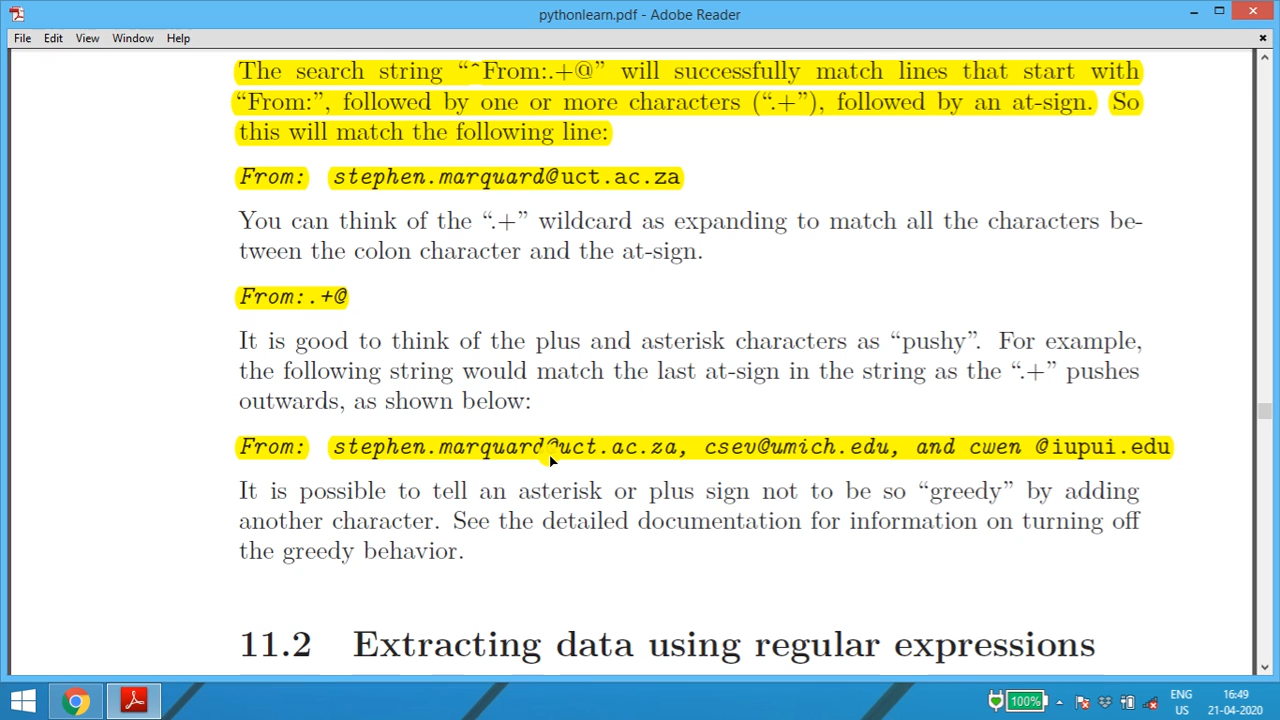 pythonlearn.pdf - Adobe Reader
File Edit View Window Help
The search string “^From:.+@” will successfully match lines that start with
“From:”, followed by one or more characters (“.+”), followed by an at-sign. So
this will match the following line:
From: stephen.marquard@uct.ac.za
You can think of the “.+” wildcard as expanding to match all the characters be-
tween the colon character and the at-sign.
From:.+@
It is good to think of the plus and asterisk characters as “pushy”. For example,
the following string would match the last at-sign in the string as the “.+” pushes
outwards, as shown below:
From: stephen.marquard@uct.ac.za, csev@umich.edu, and cwen @iupui.edu
It is possible to tell an asterisk or plus sign not to be so “greedy” by adding
another character. See the detailed documentation for information on turning off
the greedy behavior.
11.2 Extracting data using regular expressions
100%
ENG 16:49
US 21-04-2020